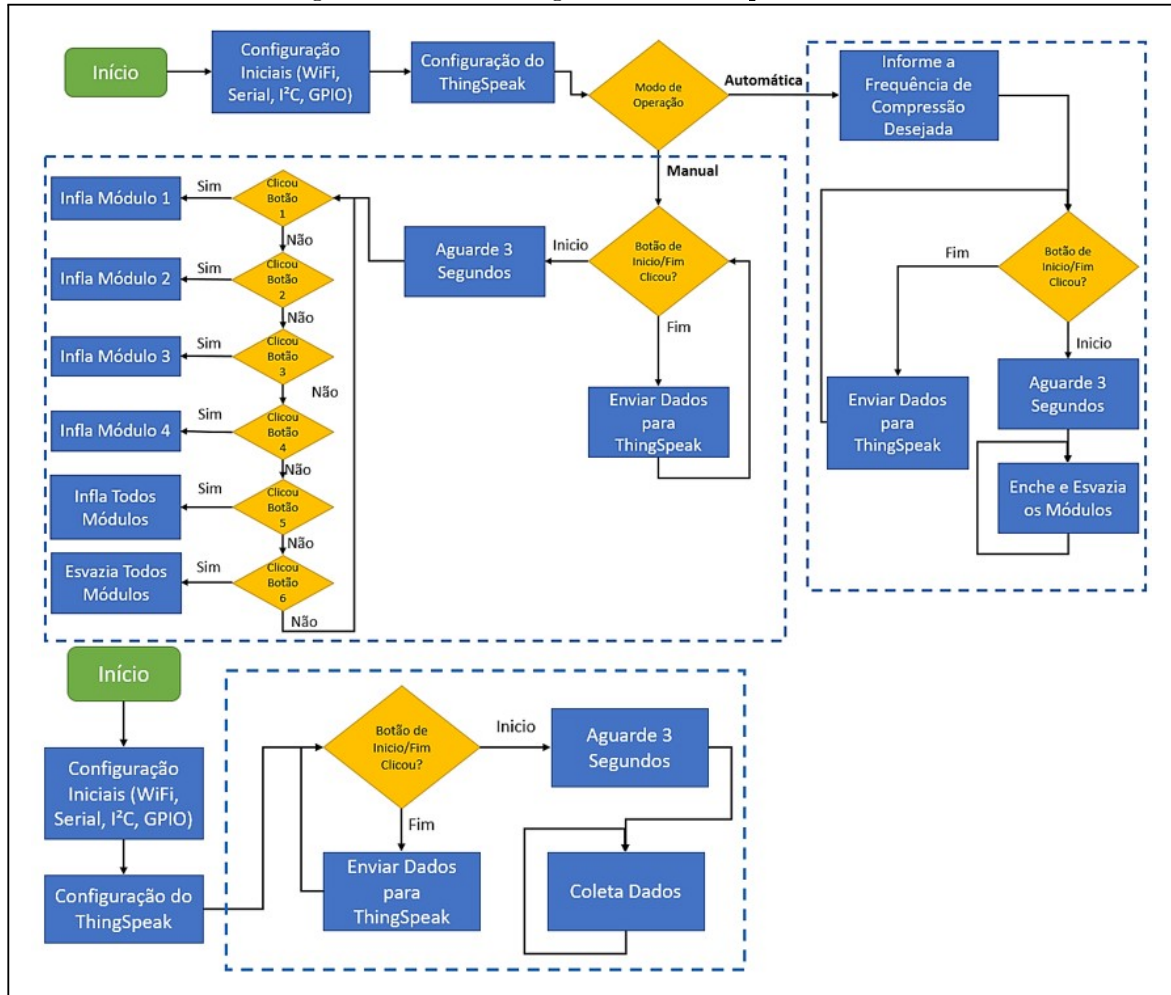 Início
Configuração
Iniciais (WiFi,
Serial, I²C, GPIO)
Configuração do
ThingSpeak
Modo de
Operação
Automática
Informe a
Frequência de
Compressão
Desejada
Manual
Infla Módulo 1
Sim
Clicou
Botão
1
Não
Infla Módulo 2
Sim
Clicou
Botão
2
Não
Infla Módulo 3
Sim
Clicou
Botão
3
Não
Infla Módulo 4
Sim
Clicou
Botão
4
Não
Infla Todos
Módulos
Sim
Clicou
Botão
5
Não
Esvazia Todos
Módulos
Sim
Clicou
Botão
6
Não
Aguarde 3
Segundos
Inicio
Botão de
Inicio/Fim
Clicou?
Fim
Enviar Dados
para
ThingSpeak
Fim
Botão de
Inicio/Fim
Clicou?
Inicio
Enviar Dados
para
ThingSpeak
Aguarde 3
Segundos
Enche e Esvazia
os Módulos
Início
Configuração
Iniciais (WiFi,
Serial, I²C, GPIO)
Configuração do
ThingSpeak
Botão de
Inicio/Fim
Clicou?
Inicio
Aguarde 3
Segundos
Fim
Enviar Dados
para
ThingSpeak
Coleta Dados